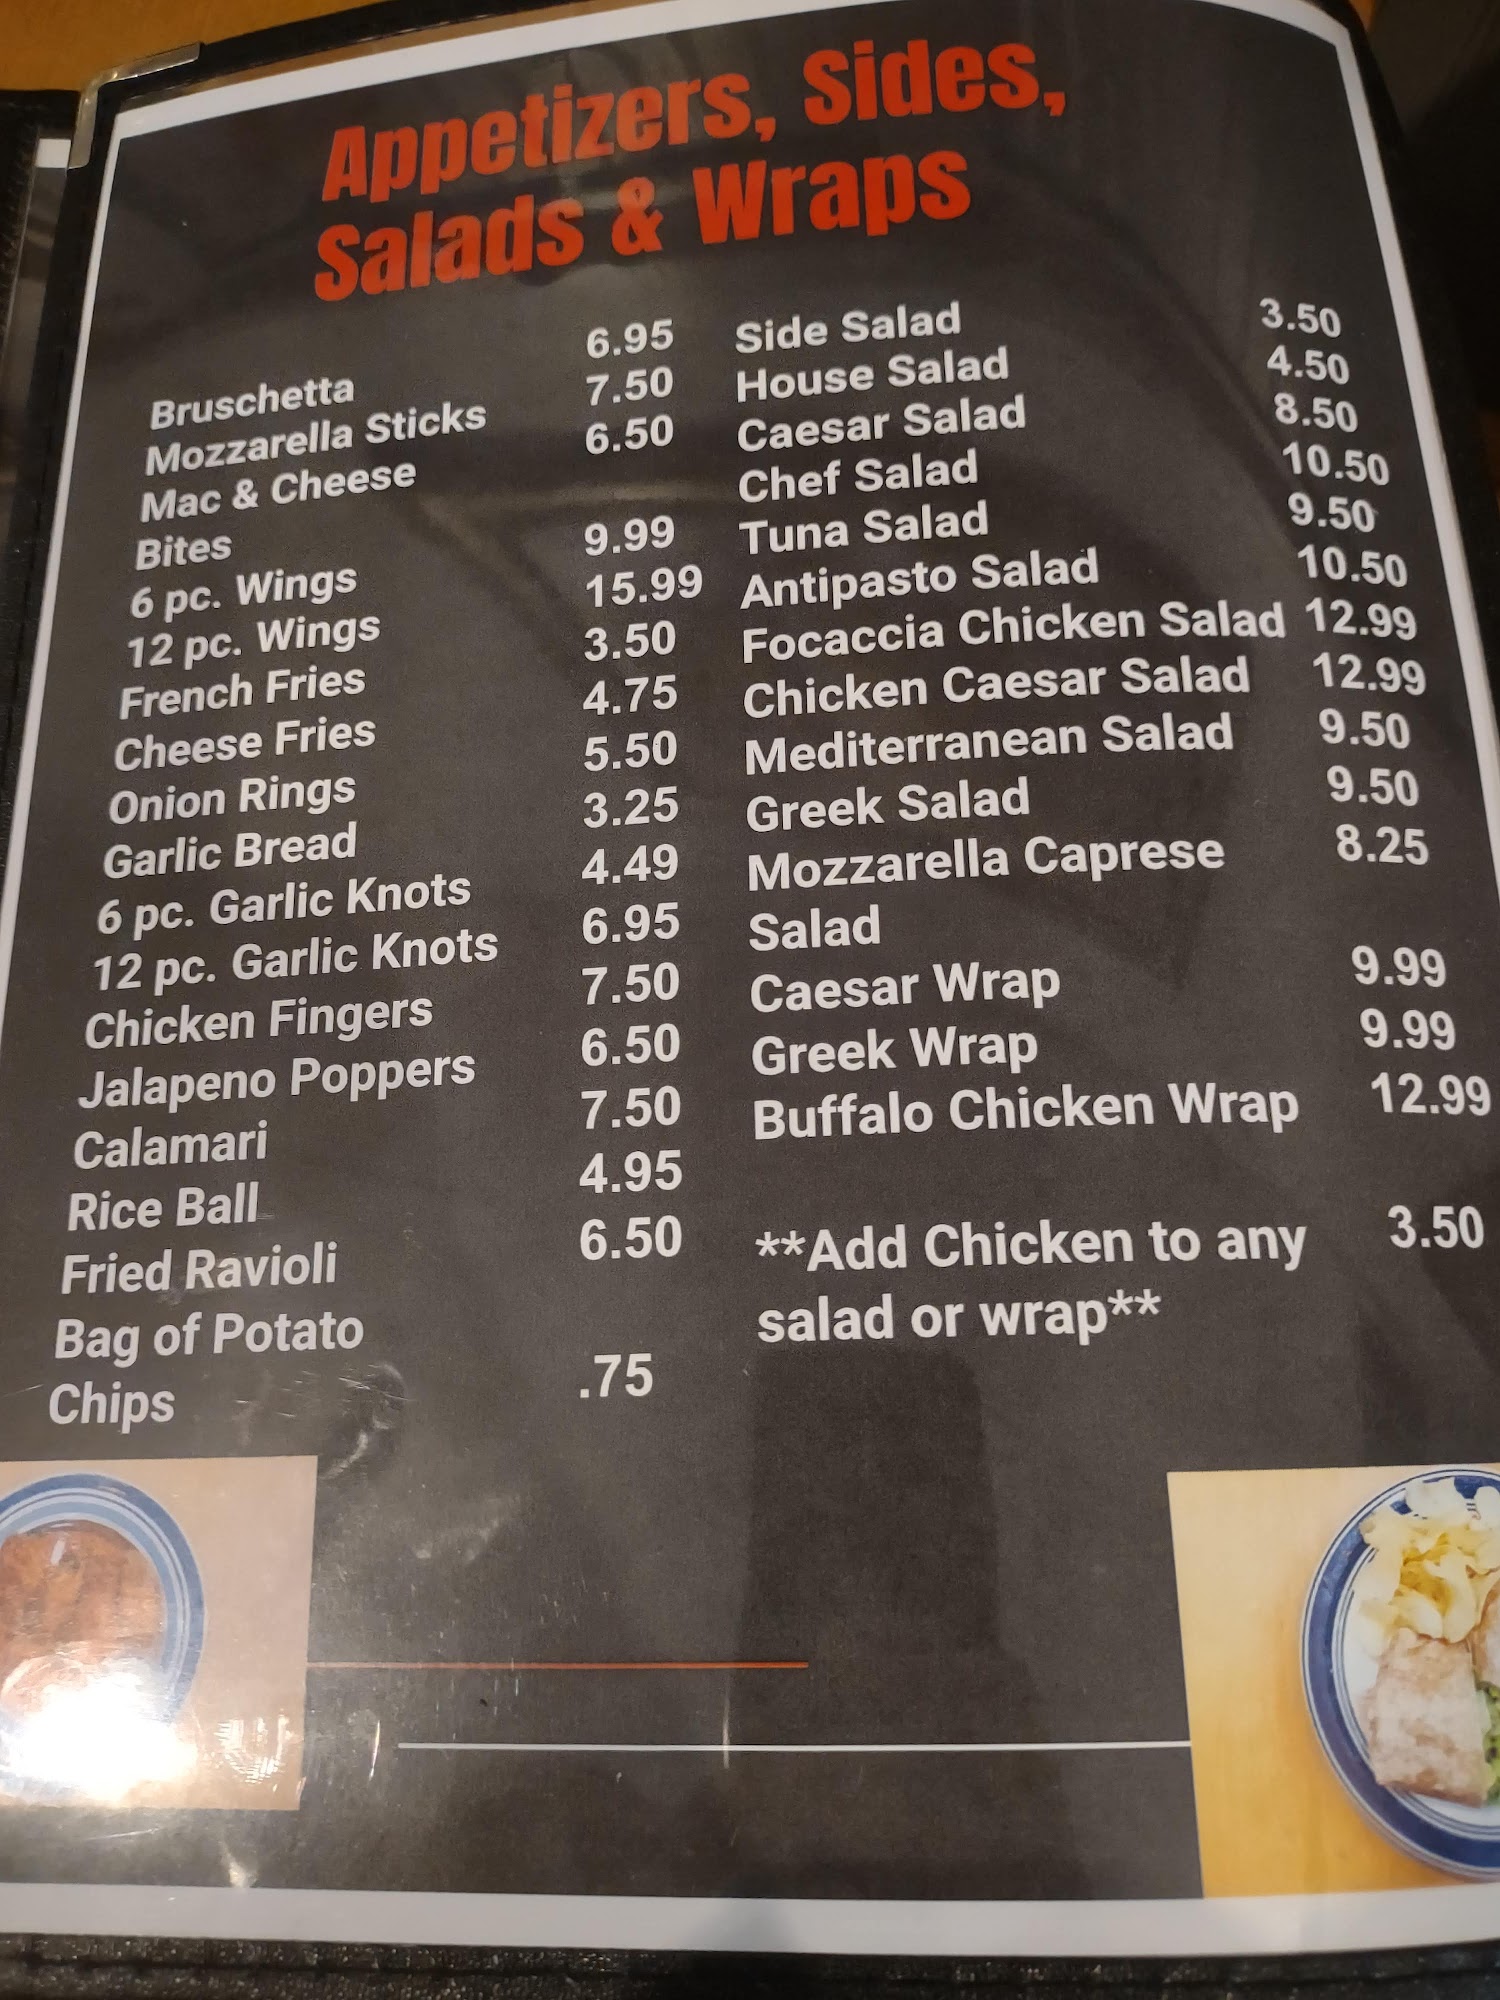 Appetizers, Sides,
Salads & Wraps
Bruschetta 6.95
Mozzarella Sticks 7.50
Mac & Cheese 6.50
Bites
6 pc. Wings 9.99
12 pc. Wings 15.99
French Fries 3.50
Cheese Fries 4.75
Onion Rings 5.50
Garlic Bread 3.25
6 pc. Garlic Knots 4.49
12 pc. Garlic Knots 6.95
Chicken Fingers 7.50
Jalapeno Poppers 6.50
Calamari 7.50
Rice Ball 4.95
Fried Ravioli 6.50
Bag of Potato
Chips .75
Side Salad 3.50
House Salad 4.50
Caesar Salad 8.50
Chef Salad 10.50
Tuna Salad 9.50
Antipasto Salad 10.50
Focaccia Chicken Salad 12.99
Chicken Caesar Salad 12.99
Mediterranean Salad 9.50
Greek Salad 9.50
Mozzarella Caprese 8.25
Salad
Caesar Wrap 9.99
Greek Wrap 9.99
Buffalo Chicken Wrap 12.99
**Add Chicken to any 3.50
salad or wrap**